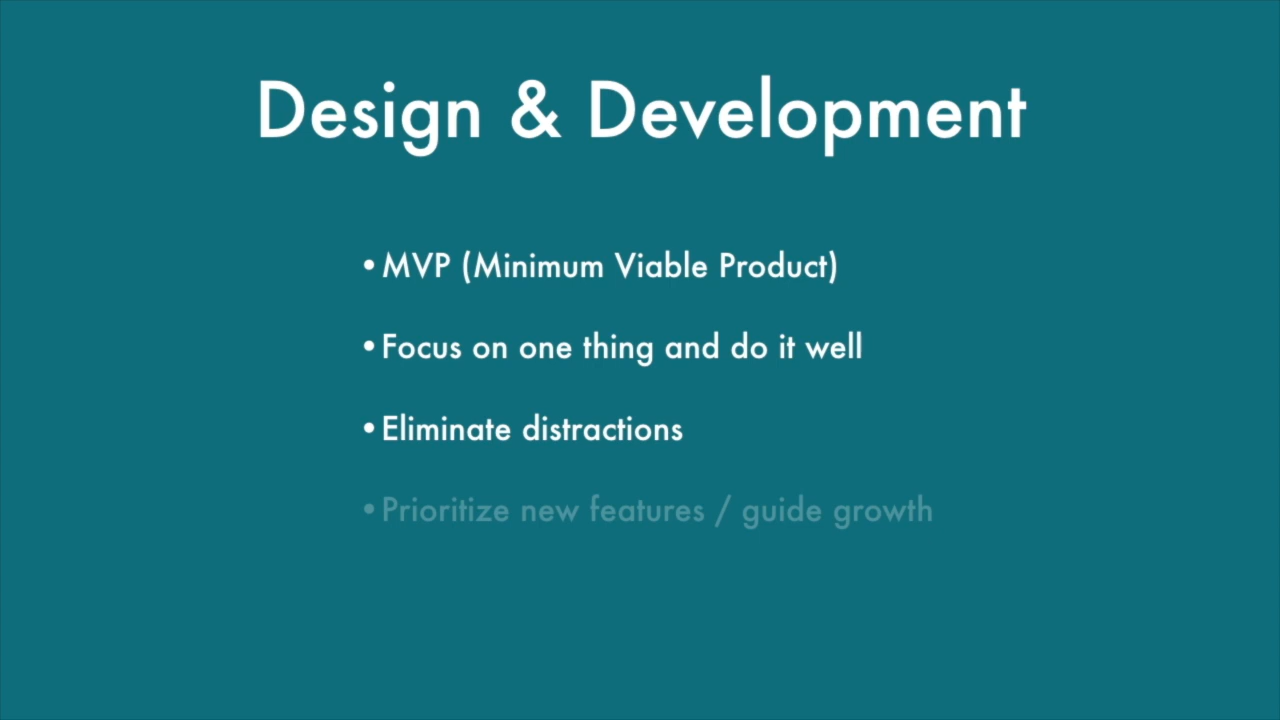 Design & Development
•MVP (Minimum Viable Product)
•Focus on one thing and do it well
•Eliminate distractions
•Prioritize new features / guide growth